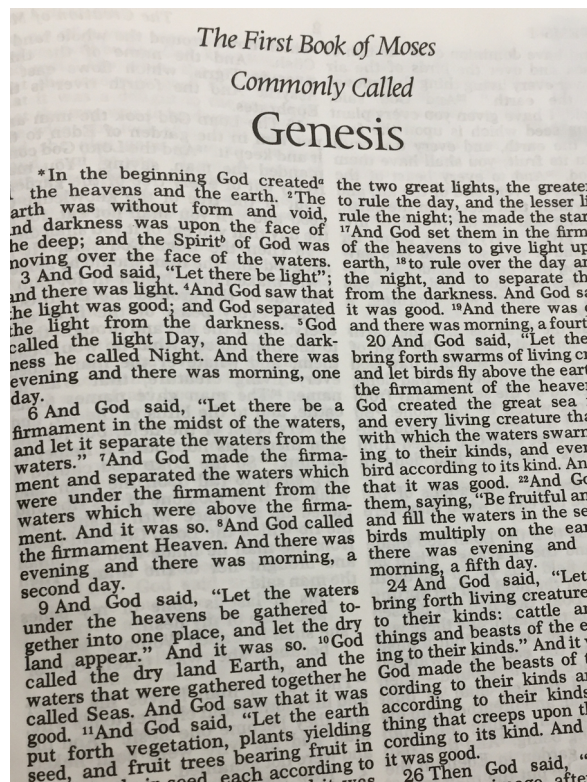 The First Book of Moses
Commonly Called
Genesis
*In the beginning God createdᵃ
the heavens and the earth. ²The
arth was without form and void,
nd darkness was upon the face of
he deep; and the Spiritᵇ of God was
moving over the face of the waters.
3 And God said, “Let there be light”;
and there was light. ⁴And God saw that
the light was good; and God separated
the light from the darkness. ⁵God
called the light Day, and the dark-
ness he called Night. And there was
evening and there was morning, one
day.
6 And God said, “Let there be a
firmament in the midst of the waters,
and let it separate the waters from the
waters.” ⁷And God made the firma-
ment and separated the waters which
were under the firmament from the
waters which were above the firma-
ment. And it was so. ⁸And God called
the firmament Heaven. And there was
evening and there was morning, a
second day.
9 And God said, “Let the waters
under the heavens be gathered to-
gether into one place, and let the dry
land appear.” And it was so. ¹⁰God
called the dry land Earth, and the
waters that were gathered together he
called Seas. And God saw that it was
good. ¹¹And God said, “Let the earth
put forth vegetation, plants yielding
seed, and fruit trees bearing fruit in
seed, each according to
the two great lights, the greate
to rule the day, and the lesser li
rule the night; he made the star
¹⁷And God set them in the firm
of the heavens to give light up
earth, ¹⁸to rule over the day an
the night, and to separate th
from the darkness. And God s
it was good. ¹⁹And there was
and there was morning, a fourt
20 And God said, “Let the
bring forth swarms of living cr
and let birds fly above the eart
the firmament of the heave
God created the great sea
and every living creature tha
with which the waters swarn
ing to their kinds, and ever
bird according to its kind. An
that it was good. ²²And Go
them, saying, “Be fruitful an
and fill the waters in the se
birds multiply on the ear
there was evening and
morning, a fifth day.
24 And God said, “Let
bring forth living creature
to their kinds: cattle a
things and beasts of the e
ing to their kinds.” And it
God made the beasts of
cording to their kinds a
according to their kinds
thing that creeps upon t
cording to its kind. And
it was good.
26 Then God said, “